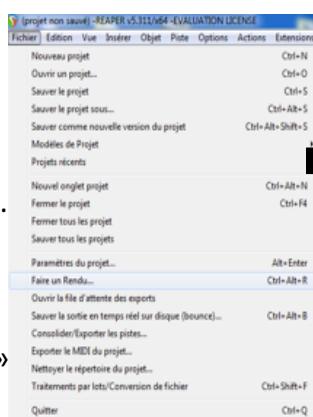 (projet non sauvé) -REAPER v5.311/x64 -EVALUATION LICENSE
Fichier Edition Vue Insérer Objet Piste Options Actions Extensions
Nouveau projet Ctrl+N
Ouvrir un projet... Ctrl+O
Sauver le projet Ctrl+S
Sauver le projet sous... Ctrl+Alt+S
Sauver comme nouvelle version du projet Ctrl+Alt+Shift+S
Modèles de Projet
Projets récents
Nouvel onglet projet Ctrl+Alt+N
.
Fermer le projet Ctrl+F4
Fermer tous les projet
Sauver tous les projets
Paramètres du projet... Alt+Enter
Faire un Rendu... Ctrl+Alt+R
Ouvrir la file d'attente des exports
Sauver la sortie en temps réel sur disque (bounce)... Ctrl+Alt+B
Consolider/Exporter les pistes...
»
Exporter le MIDI du projet...
Nettoyer le répertoire du projet...
Traitements par lots/Conversion de fichier Ctrl+Shift+F
Quitter Ctrl+Q